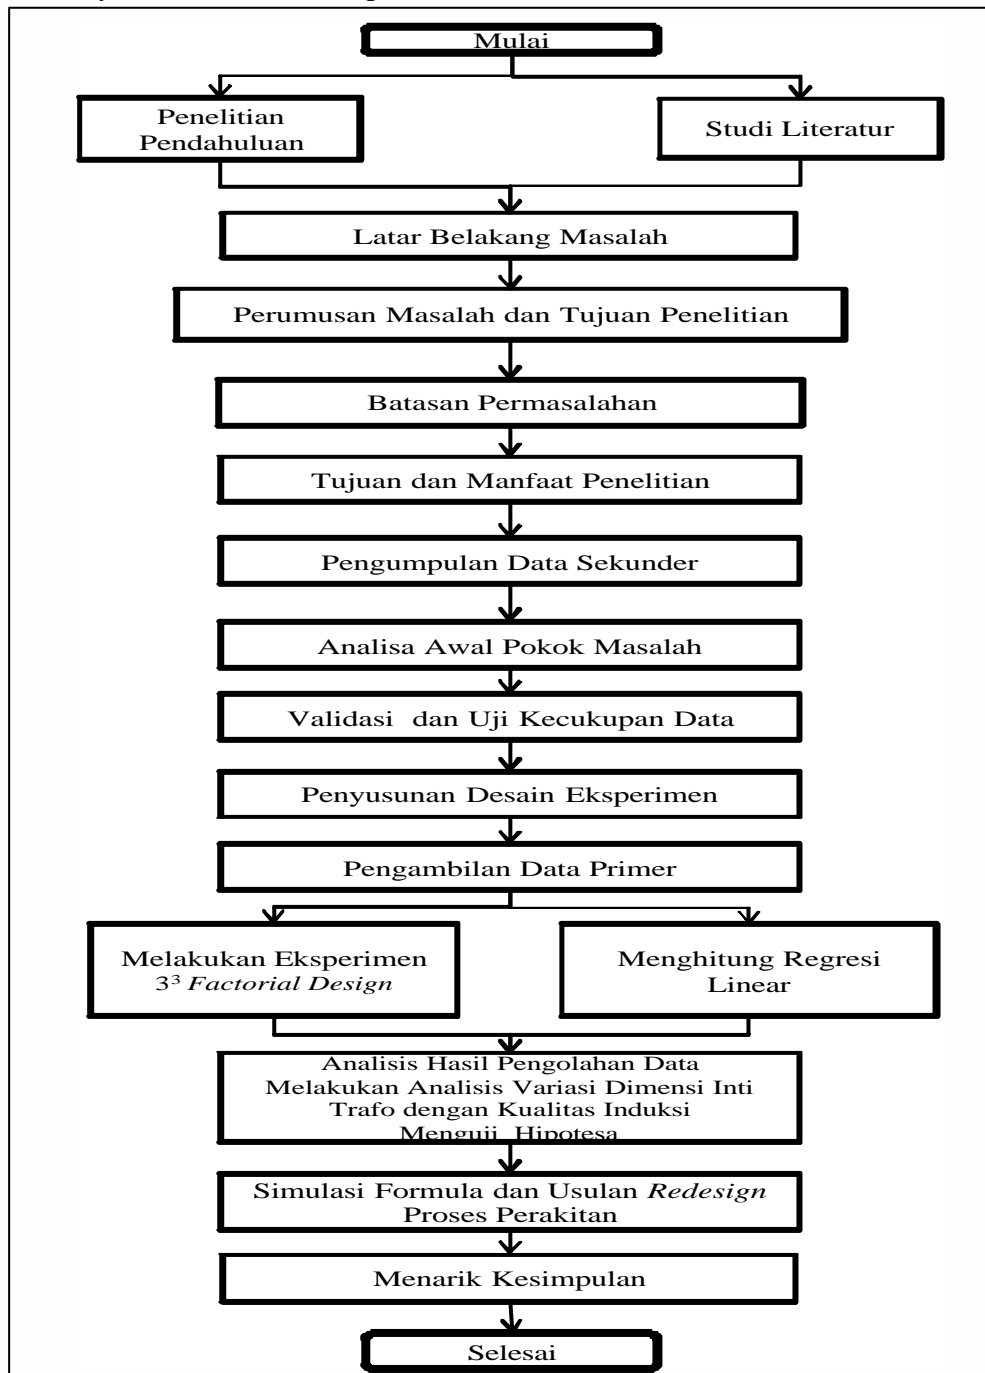 Mulai
Penelitian
Pendahuluan
Studi Literatur
Latar Belakang Masalah
Perumusan Masalah dan Tujuan Penelitian
Batasan Permasalahan
Tujuan dan Manfaat Penelitian
Pengumpulan Data Sekunder
Analisa Awal Pokok Masalah
Validasi dan Uji Kecukupan Data
Penyusunan Desain Eksperimen
Pengambilan Data Primer
Melakukan Eksperimen
3³ Factorial Design
Menghitung Regresi
Linear
Analisis Hasil Pengolahan Data
Melakukan Analisis Variasi Dimensi Inti
Trafo dengan Kualitas Induksi
Menguji Hipotesa
Simulasi Formula dan Usulan Redesign
Proses Perakitan
Menarik Kesimpulan
Selesai